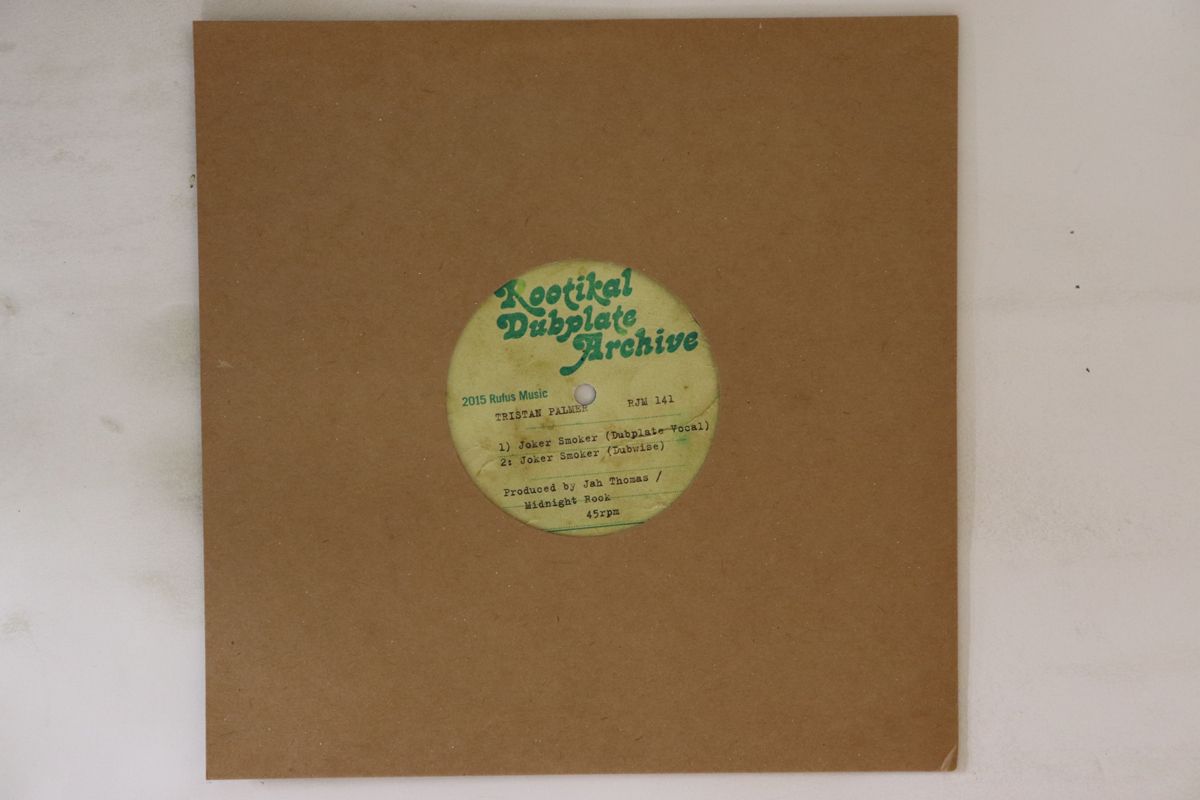 Rootikal
Dubplate
Archive
2015 Rufus Music
TRISTAN PALMER RJM 141
1) Joker Smoker (Dubplate Vocal)
2: Joker Smoker (Dubwise)
Produced by Jah Thomas /
Midnight Rock
45rpm